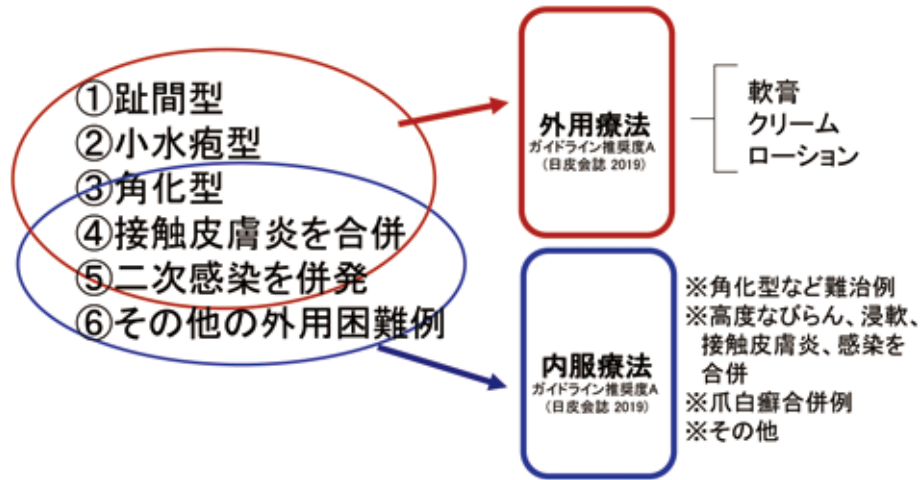 ①趾間型
②小水疱型
③角化型
④接触皮膚炎を合併
⑤二次感染を併発
⑥その他の外用困難例
外用療法
ガイドライン推奨度A
(日皮会誌 2019)
軟膏
クリーム
ローション
内服療法
ガイドライン推奨度A
(日皮会誌 2019)
※角化型など難治例
※高度なびらん、浸軟、
接触皮膚炎、感染を
合併
※爪白癬合併例
※その他